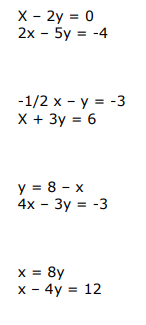 X – 2y = 0
2x – 5y = -4
-1/2 x – y = -3
X + 3y = 6
y = 8 – x
4x – 3y = -3
x = 8y
x – 4y = 12